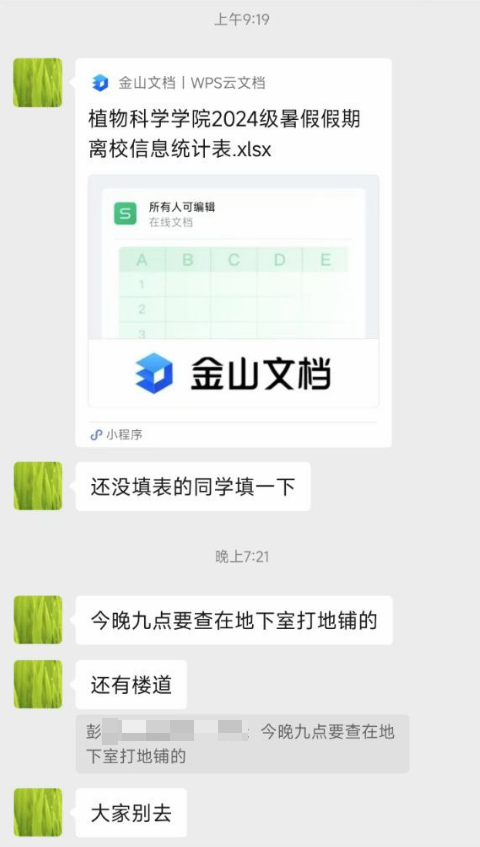 上午9:19
金山文档 | WPS云文档
植物科学学院2024级暑假假期
离校信息统计表.xlsx
所有人可编辑
S
在线文档
A B C D E
1
2
3
金山文档
小程序
还没填表的同学填一下
晚上7:21
今晚九点要查在地下室打地铺的
还有楼道
彭 : 今晚九点要查在地
下室打地铺的
大家别去